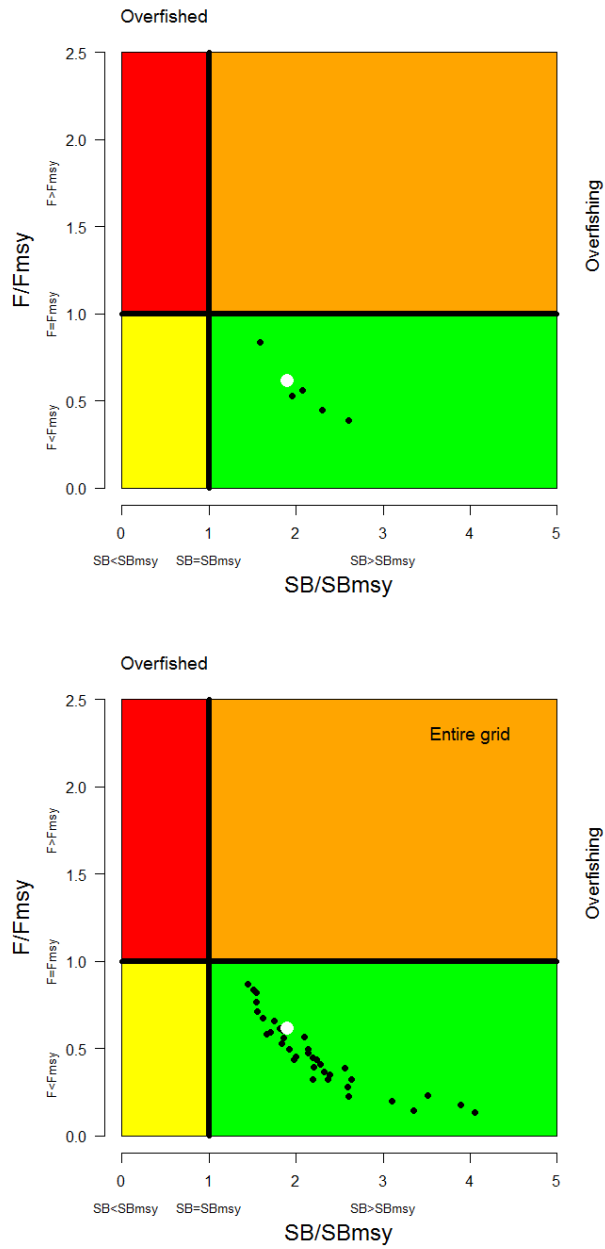 Overfished
2.5
2.0
1.5
1.0
0.5
0.0
F/Fmsy
F>Fmsy
F=Fmsy
F<Fmsy
Overfishing
0 1 2 3 4 5
SB<SBmsy SB=SBmsy SB>SBmsy
SB/SBmsy
Overfished
Entire grid
2.5
2.0
1.5
1.0
0.5
0.0
F/Fmsy
F>Fmsy
F=Fmsy
F<Fmsy
Overfishing
0 1 2 3 4 5
SB<SBmsy SB=SBmsy SB>SBmsy
SB/SBmsy